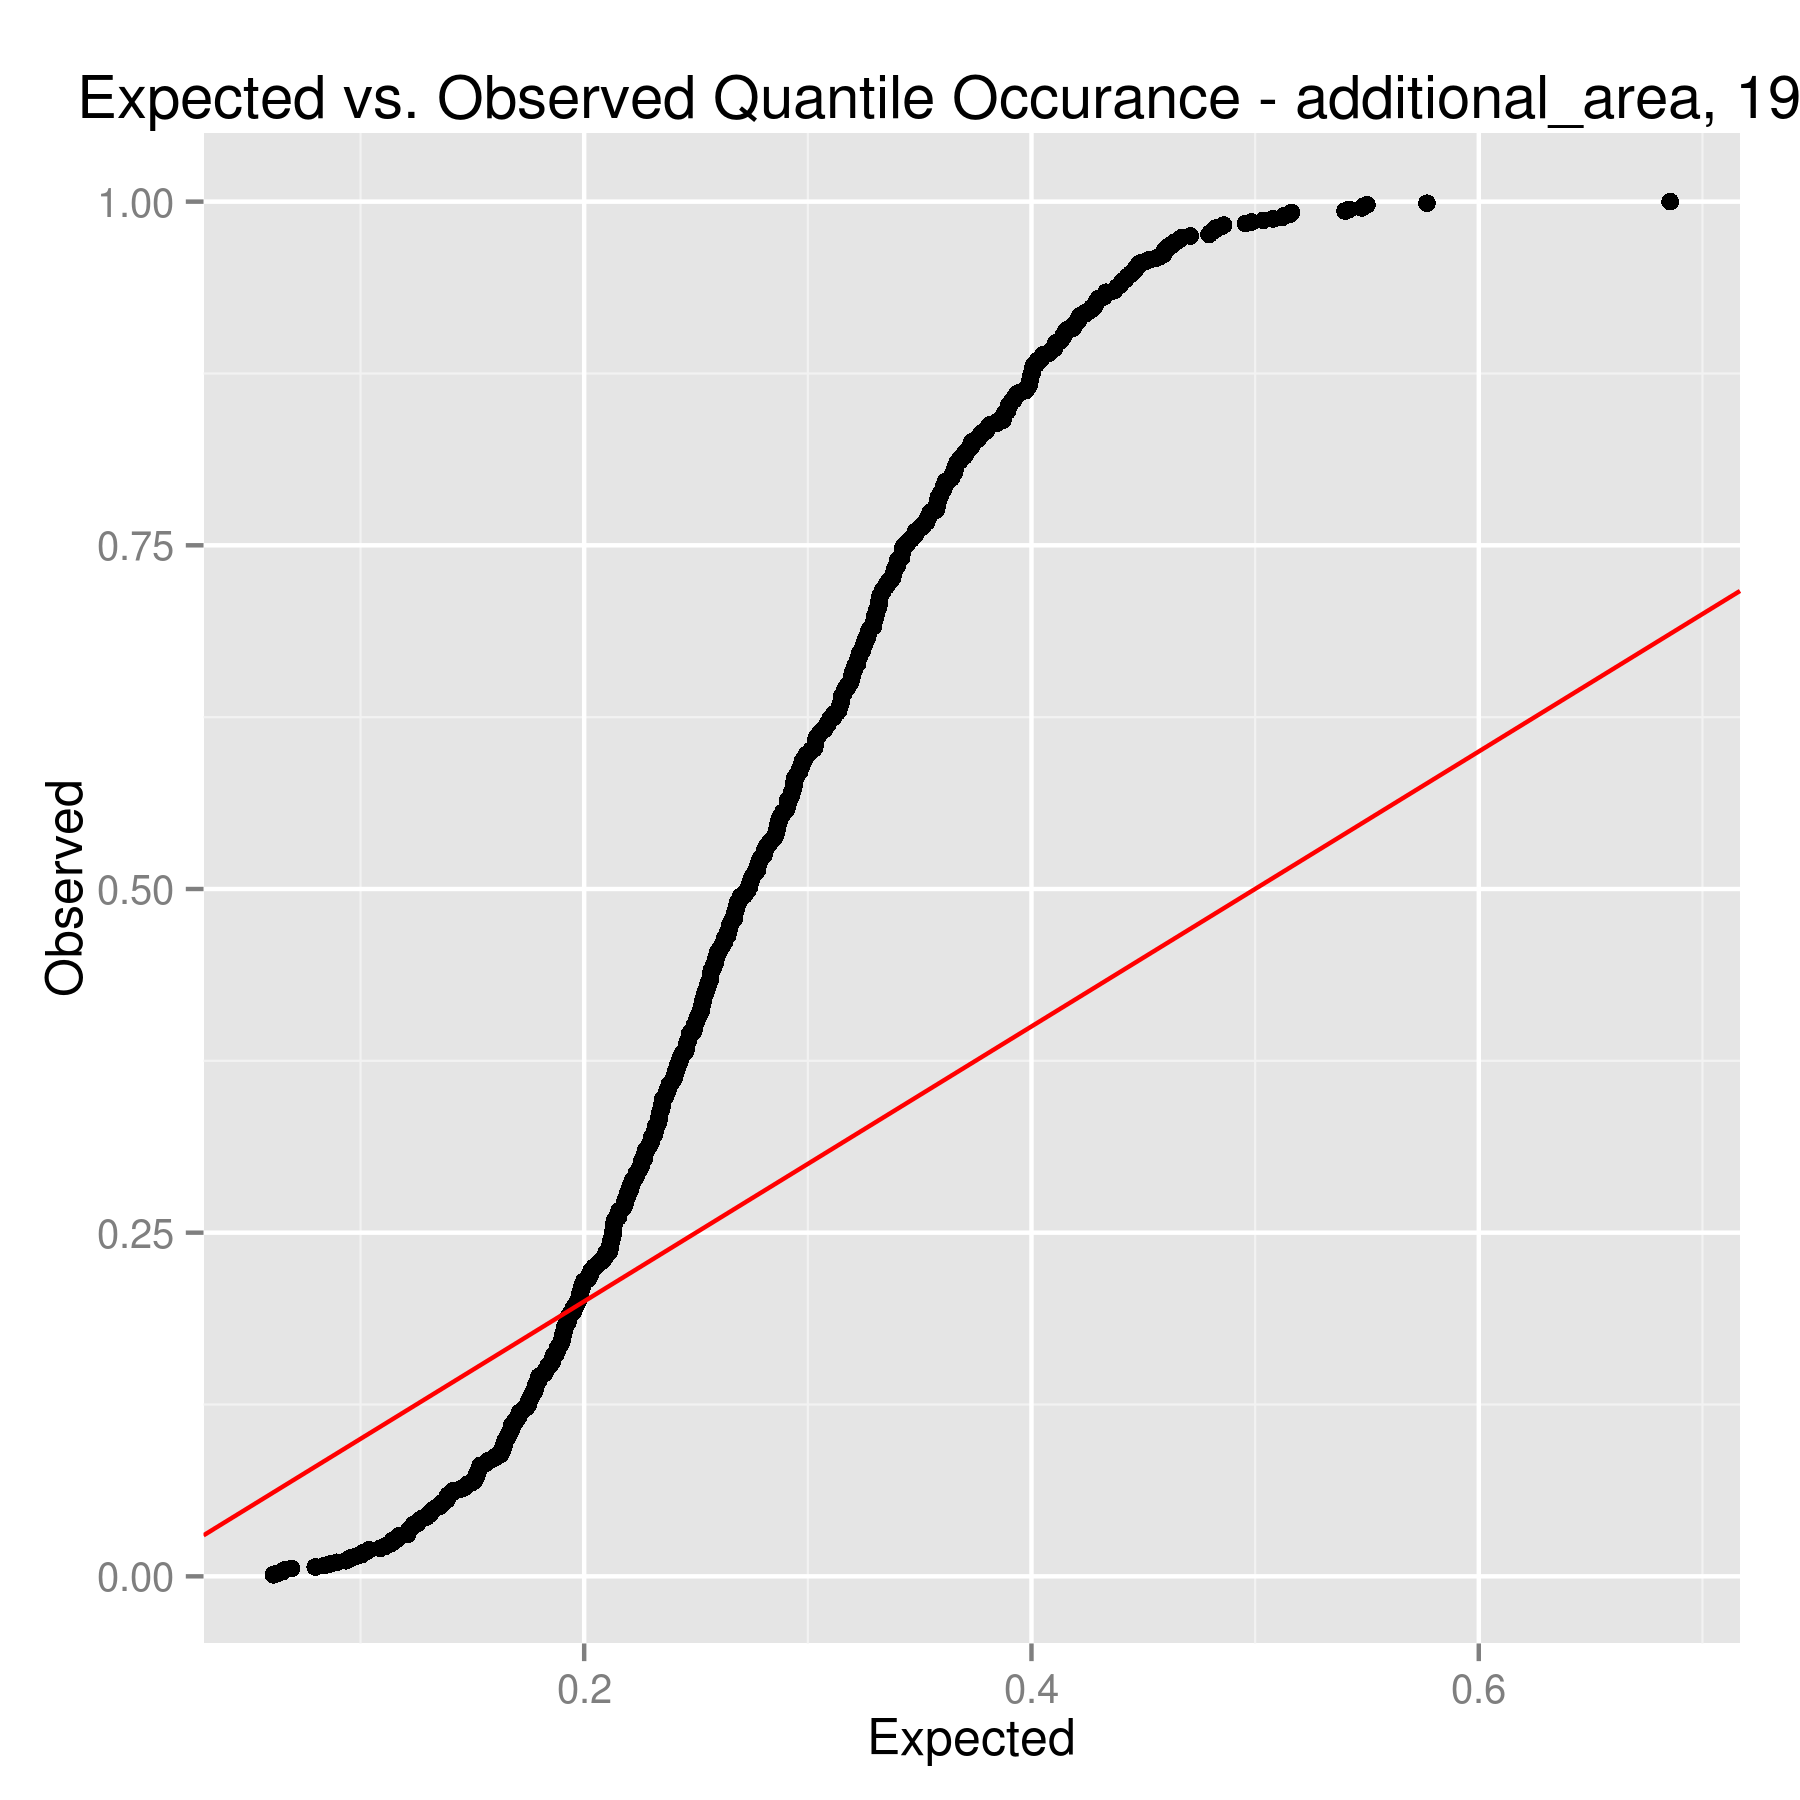 Expected vs. Observed Quantile Occurance - additional_area, 19
1.00
0.75
0.50
0.25
0.00
Observed
0.2
0.4
0.6
Expected